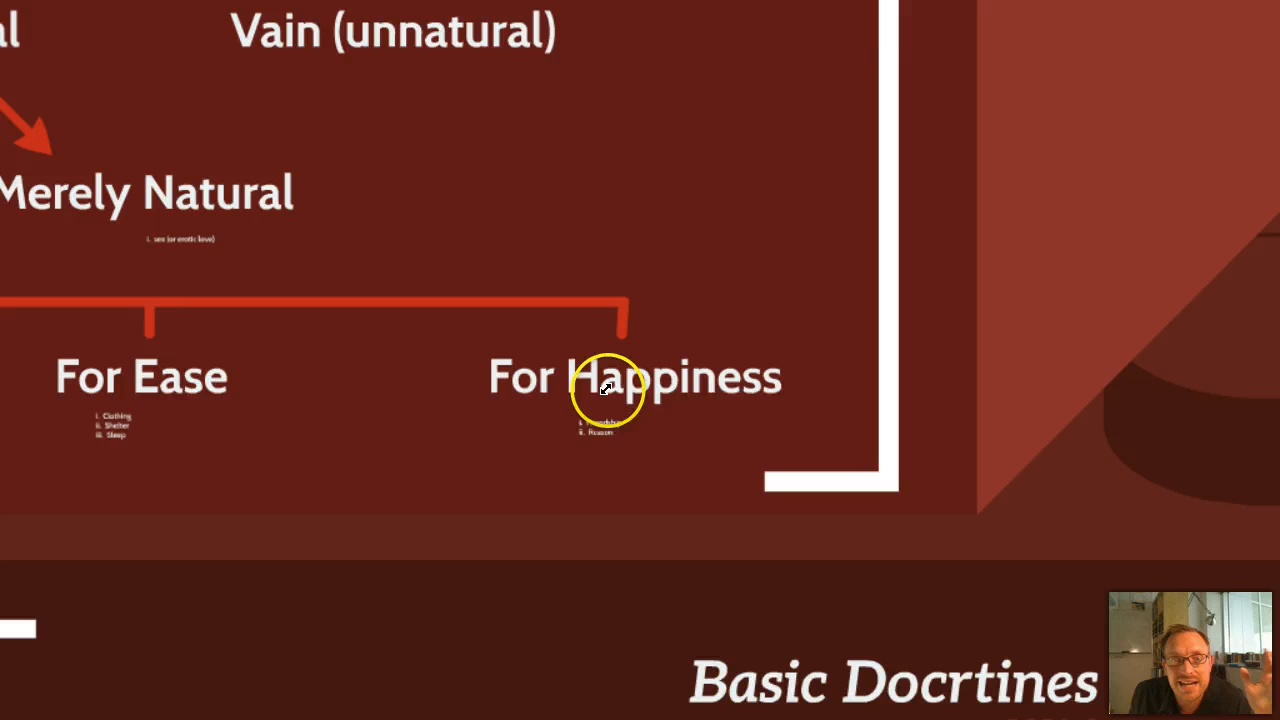 al
Vain (unnatural)
Merely Natural
i. sex (or erotic love)
For Ease
For Happiness
i. Clothing
ii. Shelter
iii. Sleep
i. Friendship
ii. Reason
Basic Docrtines